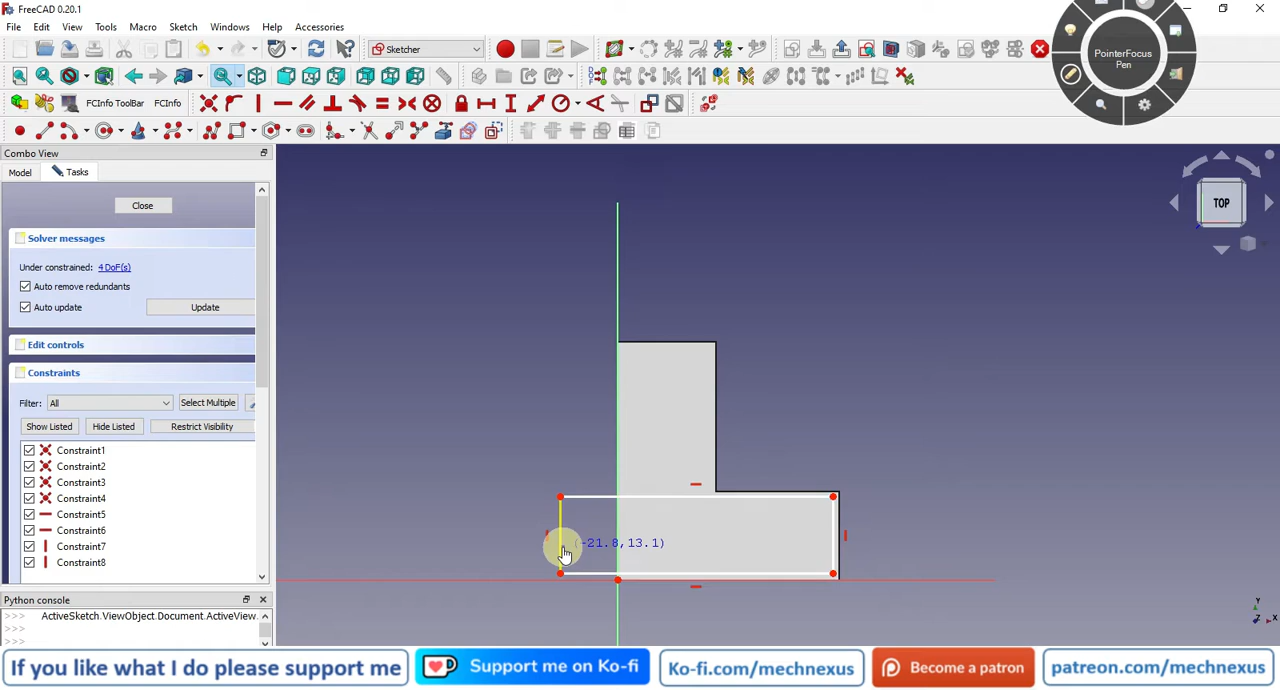 FreeCAD 0.20.1
File Edit View Tools Macro Sketch Windows Help Accessories
Sketcher
PointerFocus
Pen
FCInfo ToolBar FCInfo
Combo View
Model Tasks
TOP
Close
Solver messages
Under constrained: 4 DoF(s)
Auto remove redundants
Auto update Update
Edit controls
Constraints
Filter: All Select Multiple
Show Listed Hide Listed Restrict Visibility
Constraint1
Constraint2
Constraint3
Constraint4
Constraint5
Constraint6
Constraint7
Constraint8
(-21.8,13.1)
Python console
>>> ActiveSketch.ViewObject.Document.ActiveView.
>>>
>>>
Y
Z X
If you like what I do please support me Support me on Ko-fi Ko-fi.com/mechnexus Become a patron patreon.com/mechnexus